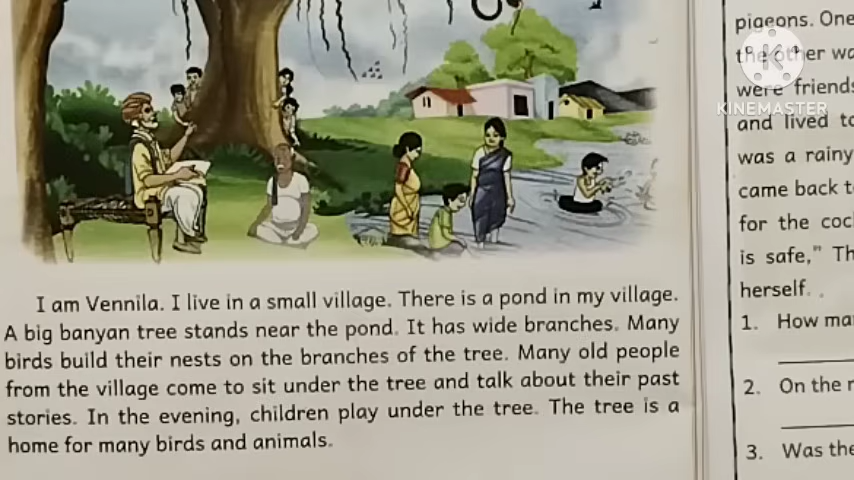 I am Vennila. I live in a small village. There is a pond in my village.
A big banyan tree stands near the pond. It has wide branches. Many
birds build their nests on the branches of the tree. Many old people
from the village come to sit under the tree and talk about their past
stories. In the evening, children play under the tree. The tree is a
home for many birds and animals.
pigeons. One
the other
were friends
and lived
was a rainy
came back
for the
is safe,"
herself.
1. How
2. On the
3. Was the
KINEMASTER